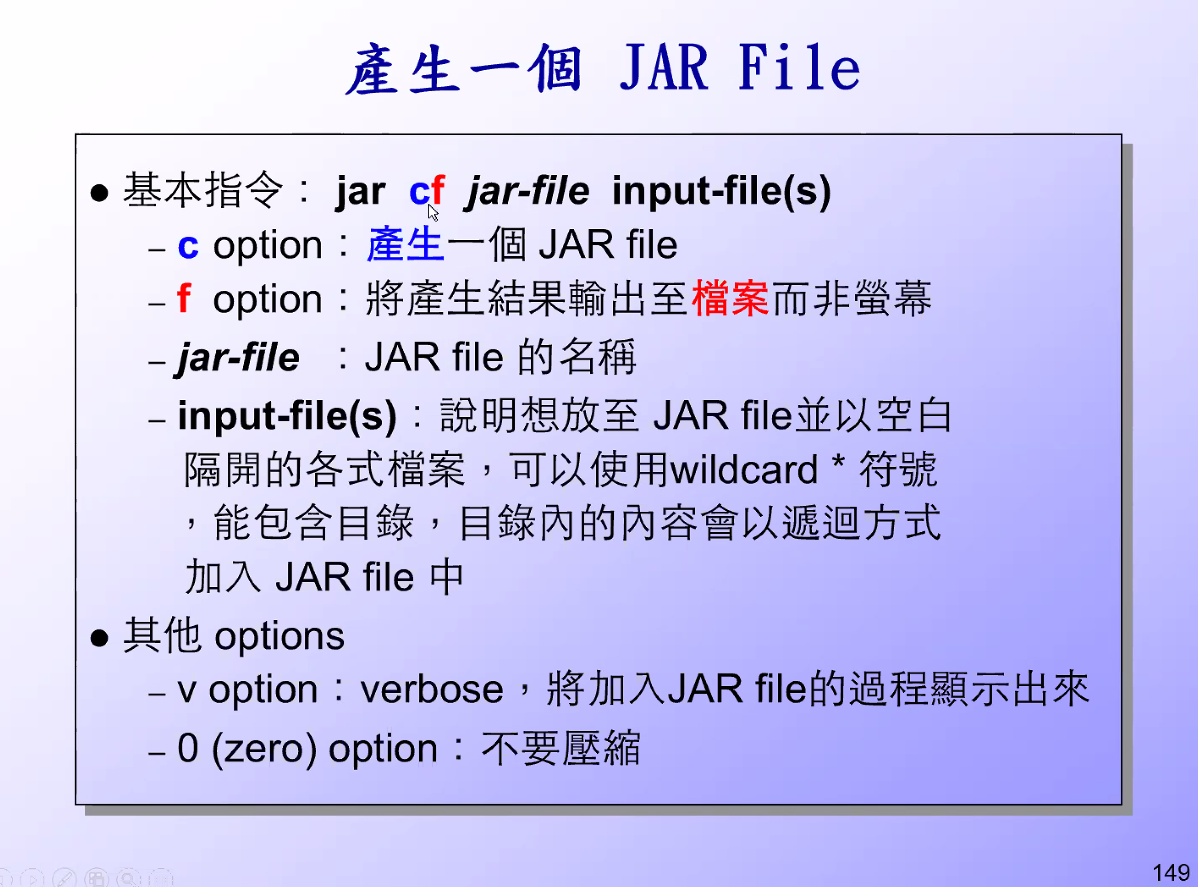 產生一個 JAR File
● 基本指令： jar cf jar-file input-file(s)
– c option：產生一個 JAR file
– f option：將產生結果輸出至檔案而非螢幕
– jar-file ：JAR file 的名稱
– input-file(s)：說明想放至 JAR file並以空白
隔開的各式檔案，可以使用wildcard * 符號
，能包含目錄，目錄內的內容會以遞迴方式
加入 JAR file 中
● 其他 options
– v option：verbose，將加入JAR file的過程顯示出來
– 0 (zero) option：不要壓縮
149